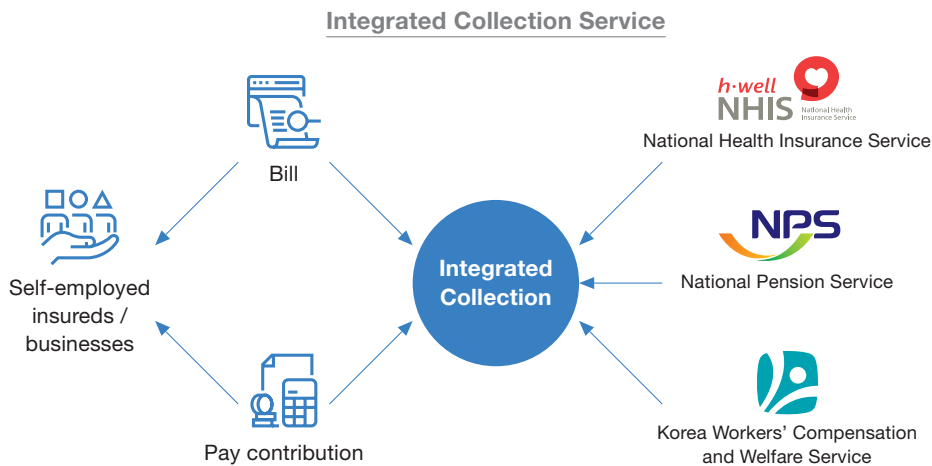 Integrated Collection Service
Bill
Self-employed
insureds /
businesses
Pay contribution
Integrated
Collection
h·well
NHIS
National Health
Insurance Service
National Health Insurance Service
NPS
National Pension Service
Korea Workers’ Compensation
and Welfare Service